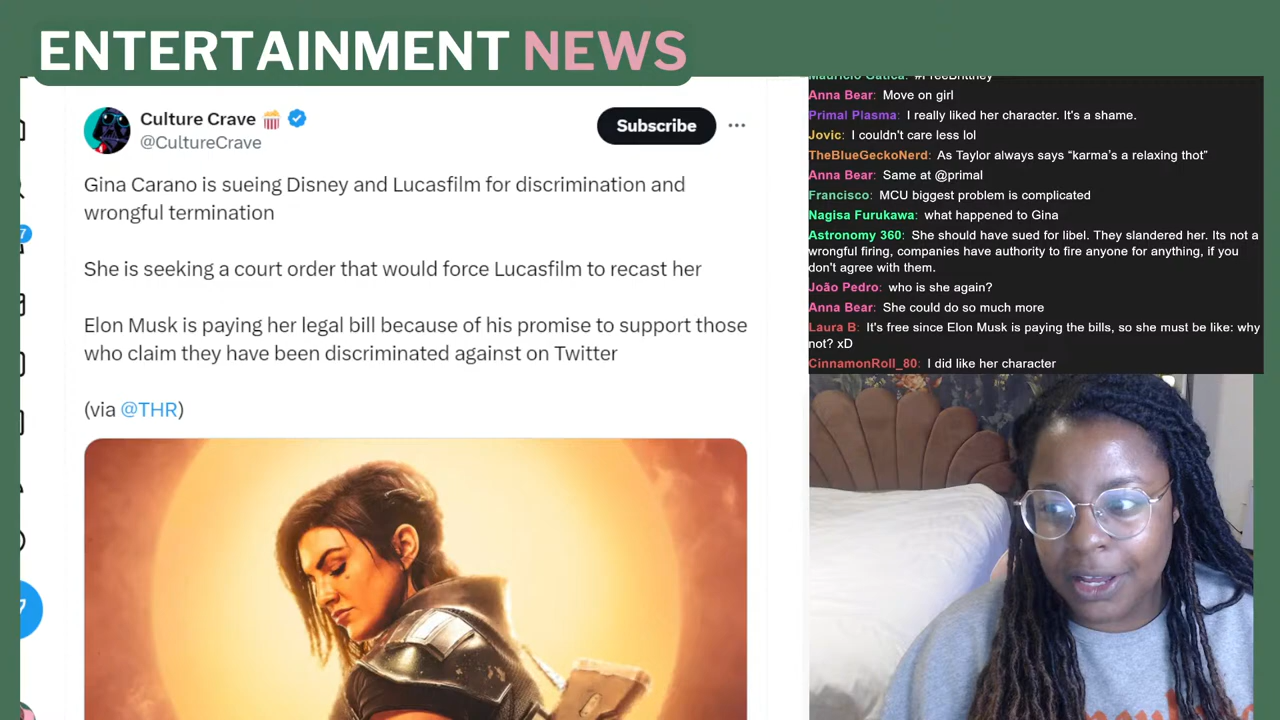 ENTERTAINMENT NEWS
Culture Crave 🍿
@CultureCrave
Subscribe
Gina Carano is sueing Disney and Lucasfilm for discrimination and
wrongful termination
She is seeking a court order that would force Lucasfilm to recast her
Elon Musk is paying her legal bill because of his promise to support those
who claim they have been discriminated against on Twitter
(via @THR)
7
Mauricio Gatica: #FreeBrittney
Anna Bear: Move on girl
Primal Plasma: I really liked her character. It's a shame.
Jovic: I couldn't care less lol
TheBlueGeckoNerd: As Taylor always says “karma’s a relaxing thot”
Anna Bear: Same at @primal
Francisco: MCU biggest problem is complicated
Nagisa Furukawa: what happened to Gina
Astronomy 360: She should have sued for libel. They slandered her. Its not a
wrongful firing, companies have authority to fire anyone for anything, if you
don't agree with them.
João Pedro: who is she again?
Anna Bear: She could do so much more
Laura B: It's free since Elon Musk is paying the bills, so she must be like: why
not? xD
CinnamonRoll_80: I did like her character